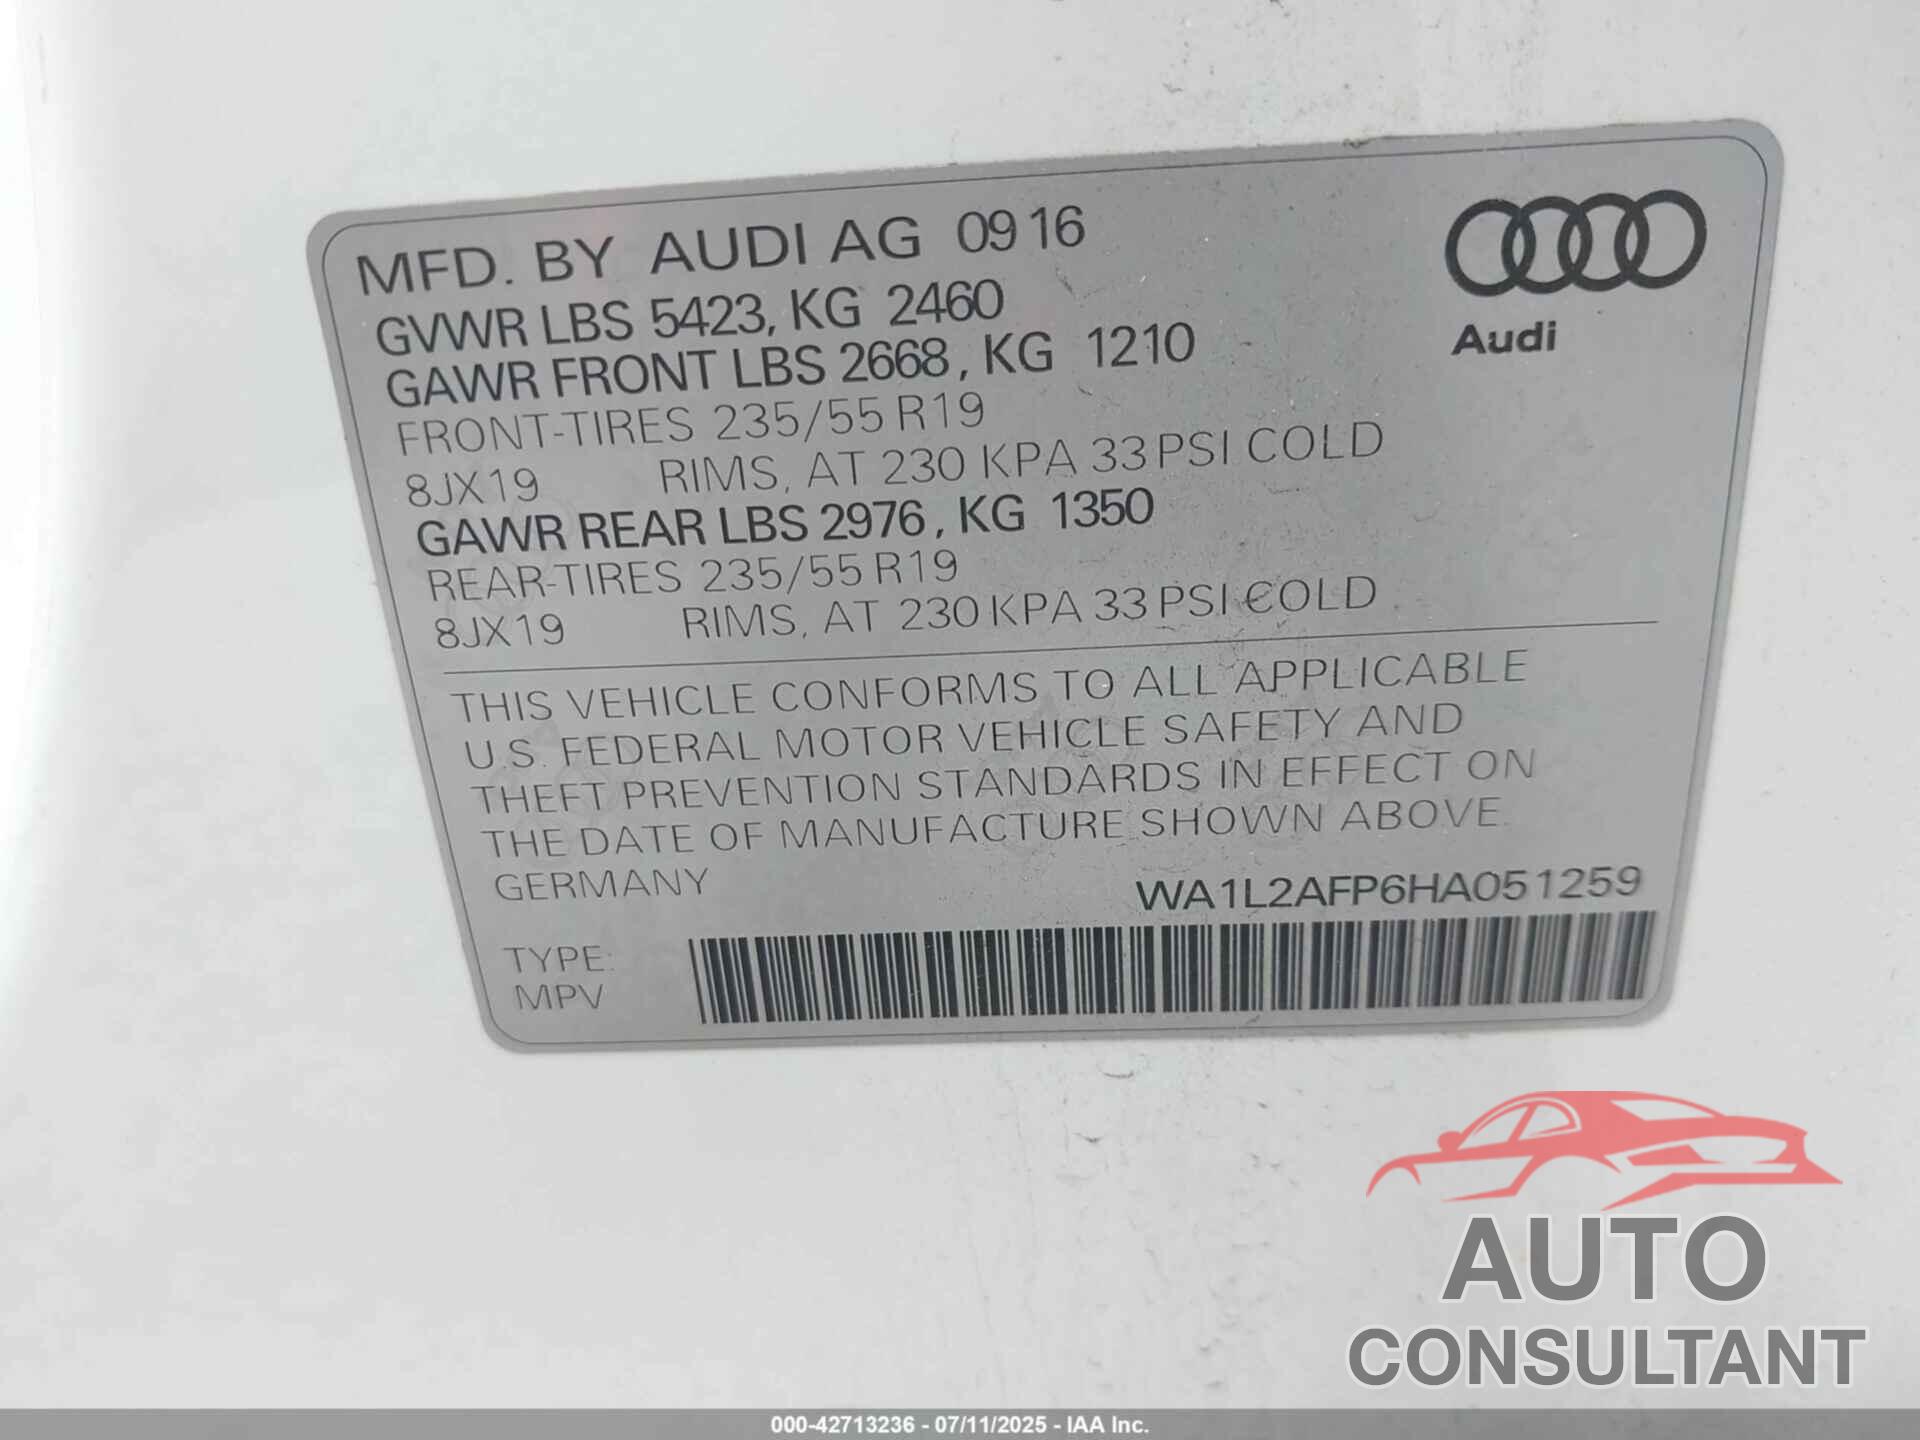 MFD. BY AUDI AG 09 16
GVWR LBS 5423, KG 2460
GAWR FRONT LBS 2668, KG 1210
FRONT-TIRES 235/55 R19
8JX19 RIMS, AT 230 KPA 33 PSI COLD
GAWR REAR LBS 2976, KG 1350
REAR-TIRES 235/55 R19
8JX19 RIMS, AT 230 KPA 33 PSI COLD
Audi
THIS VEHICLE CONFORMS TO ALL APPLICABLE
U.S. FEDERAL MOTOR VEHICLE SAFETY AND
THEFT PREVENTION STANDARDS IN EFFECT ON
THE DATE OF MANUFACTURE SHOWN ABOVE.
GERMANY WA1L2AFP6HA051259
TYPE:
MPV
AUTO
CONSULTANT
000-42713236 - 07/11/2025 - IAA Inc.